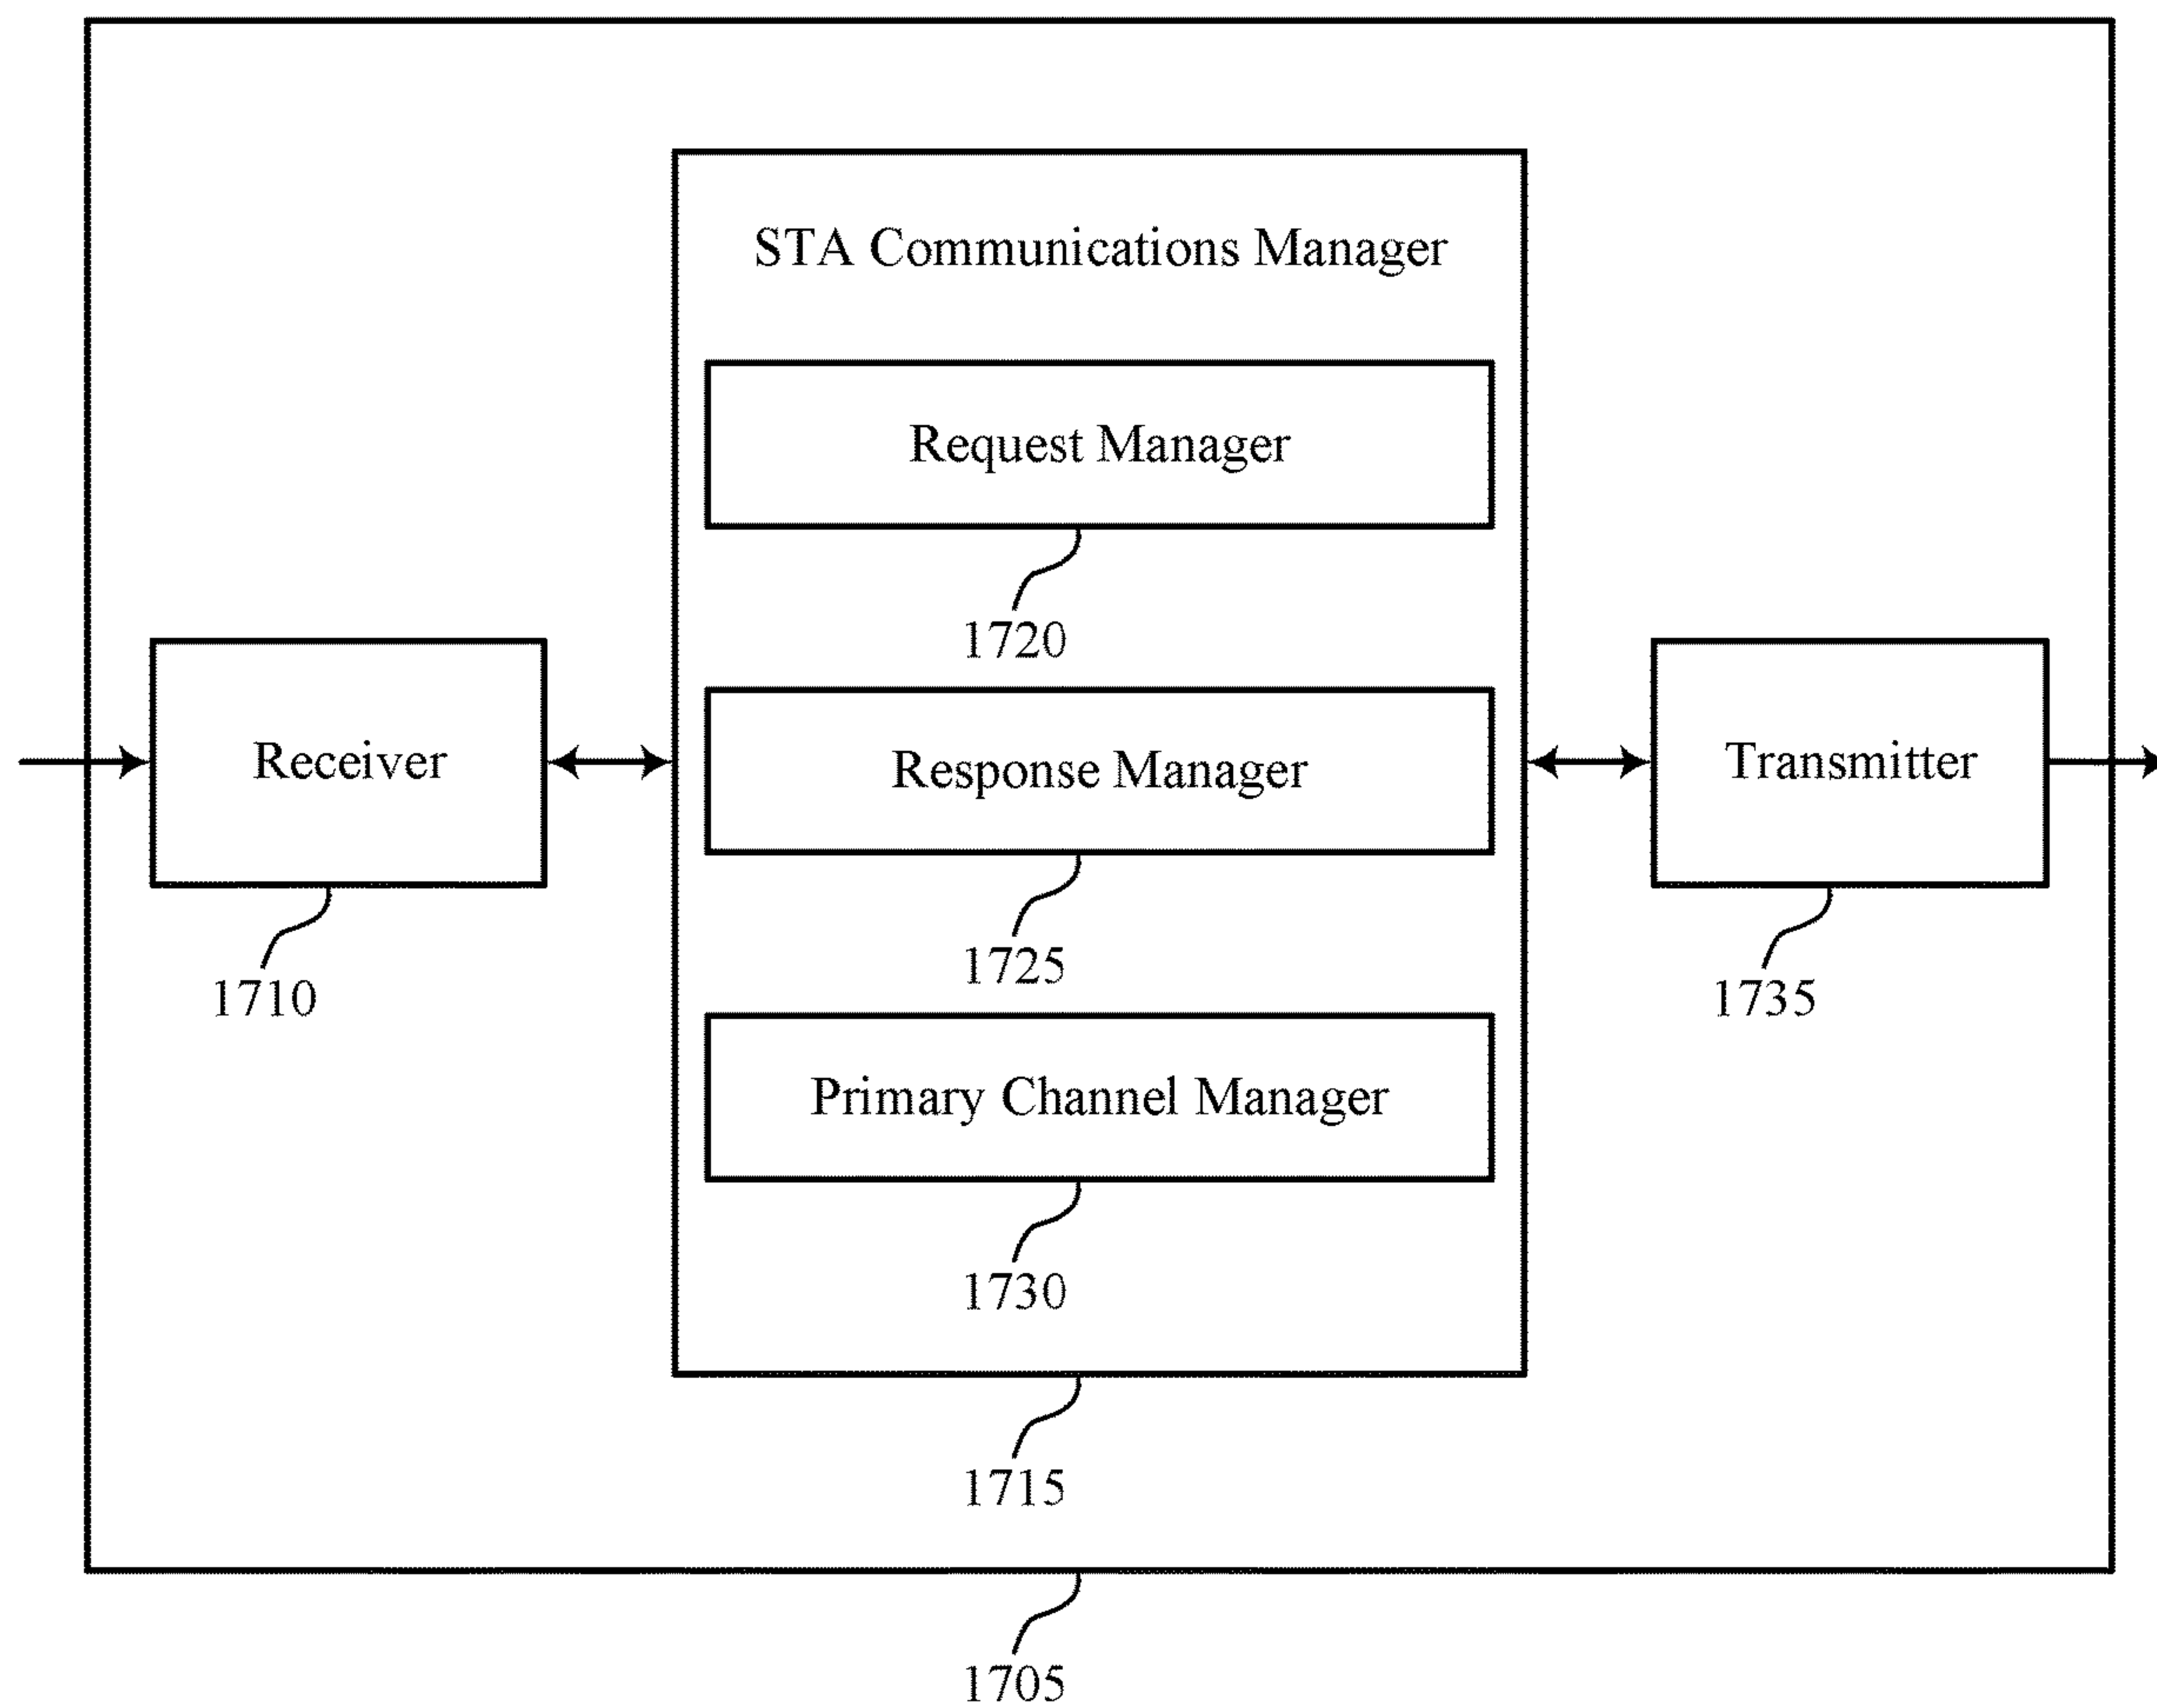 STA Communications Manager
Request Manager
1720
Receiver
1710
Response Manager
1725
Transmitter
1735
Primary Channel Manager
1730
1715
1705